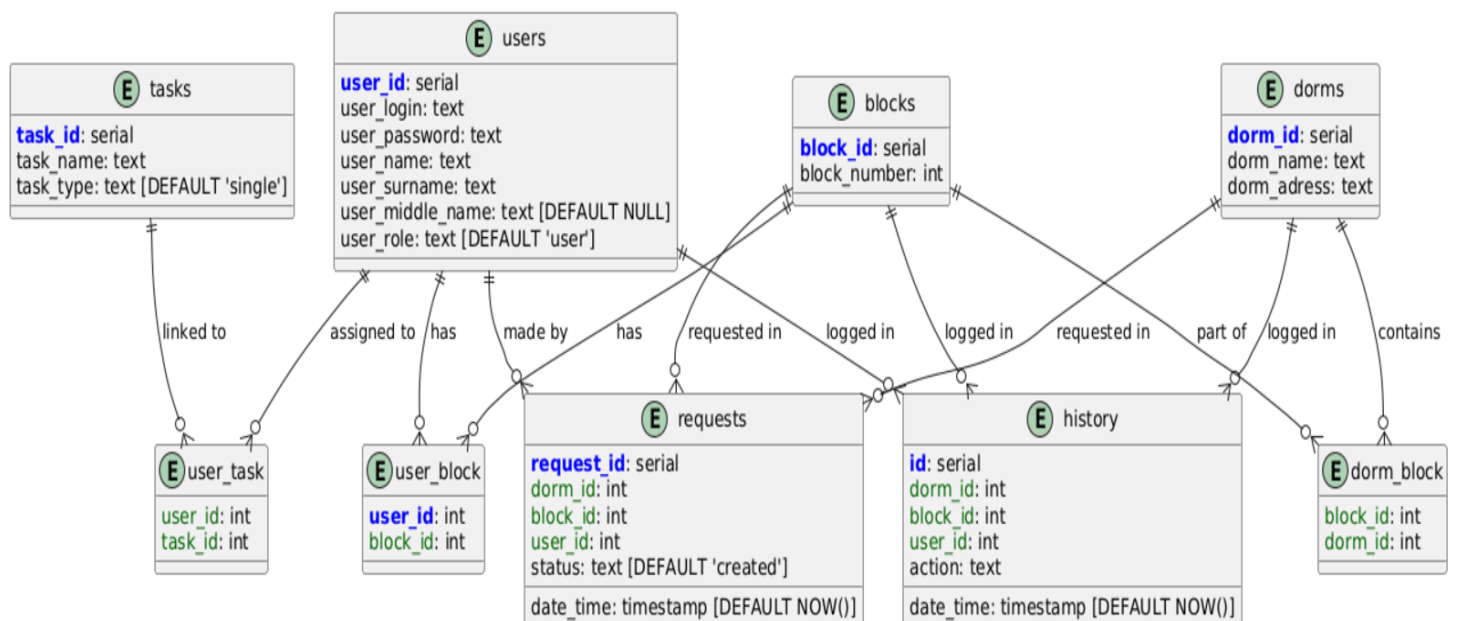 E users
user_id: serial
user_login: text
user_password: text
user_name: text
user_surname: text
user_middle_name: text [DEFAULT NULL]
user_role: text [DEFAULT 'user']
E tasks
task_id: serial
task_name: text
task_type: text [DEFAULT 'single']
E blocks
block_id: serial
block_number: int
E dorms
dorm_id: serial
dorm_name: text
dorm_adress: text
linked to
assigned to
has
made by
has
requested in
logged in
logged in
requested in
part of
logged in
contains
E user_task
user_id: int
task_id: int
E user_block
user_id: int
block_id: int
E requests
request_id: serial
dorm_id: int
block_id: int
user_id: int
status: text [DEFAULT 'created']
date_time: timestamp [DEFAULT NOW()]
E history
id: serial
dorm_id: int
block_id: int
user_id: int
action: text
date_time: timestamp [DEFAULT NOW()]
E dorm_block
block_id: int
dorm_id: int